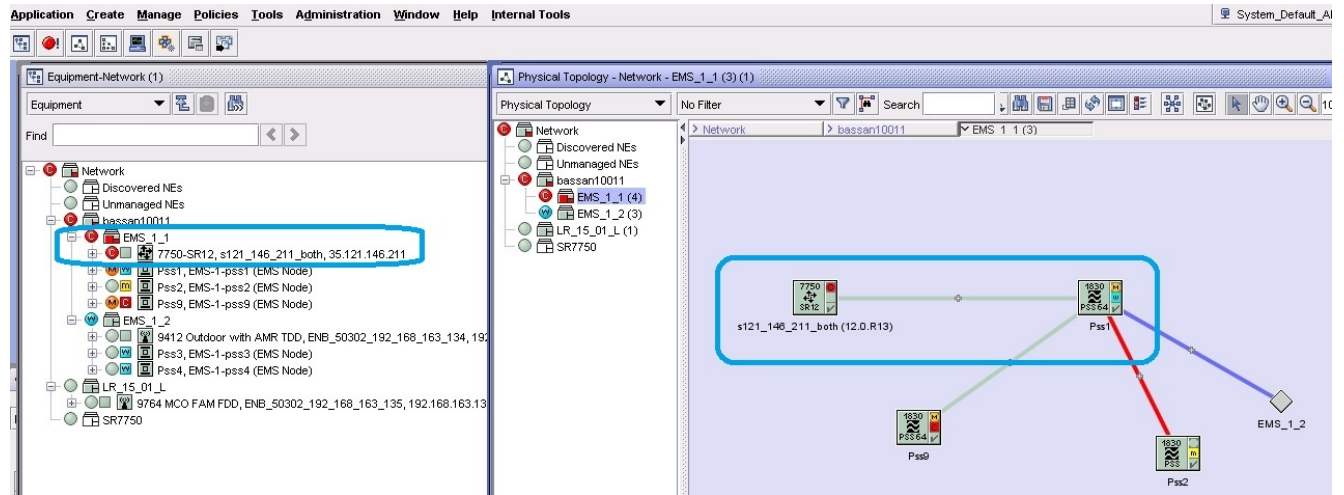 Application Create Manage Policies Tools Administration Window Help Internal Tools
System_Default_Al
Equipment-Network (1)
Equipment
Find
Network
Discovered NEs
Unmanaged NEs
bassan10011
EMS_1_1
7750-SR12, s121_146_211_both, 35.121.146.211
Pss1, EMS-1-pss1 (EMS Node)
Pss2, EMS-1-pss2 (EMS Node)
Pss9, EMS-1-pss9 (EMS Node)
EMS_1_2
9412 Outdoor with AMR TDD, ENB_50302_192_168_163_134, 192
Pss3, EMS-1-pss3 (EMS Node)
Pss4, EMS-1-pss4 (EMS Node)
LR_15_01_L
9764 MCO FAM FDD, ENB_50302_192_168_163_135, 192.168.163.13
SR7750
Physical Topology - Network - EMS_1_1 (3) (1)
Physical Topology
No Filter
Search
10
Network
Discovered NEs
Unmanaged NEs
bassan10011
EMS_1_1 (4)
EMS_1_2 (3)
LR_15_01_L (1)
SR7750
> Network
> bassan10011
EMS_1_1 (3)
7750
SR12
s121_146_211_both (12.0.R13)
1830
PSS64
Pss1
1830
PSS64
Pss9
1830
PSS
Pss2
EMS_1_2